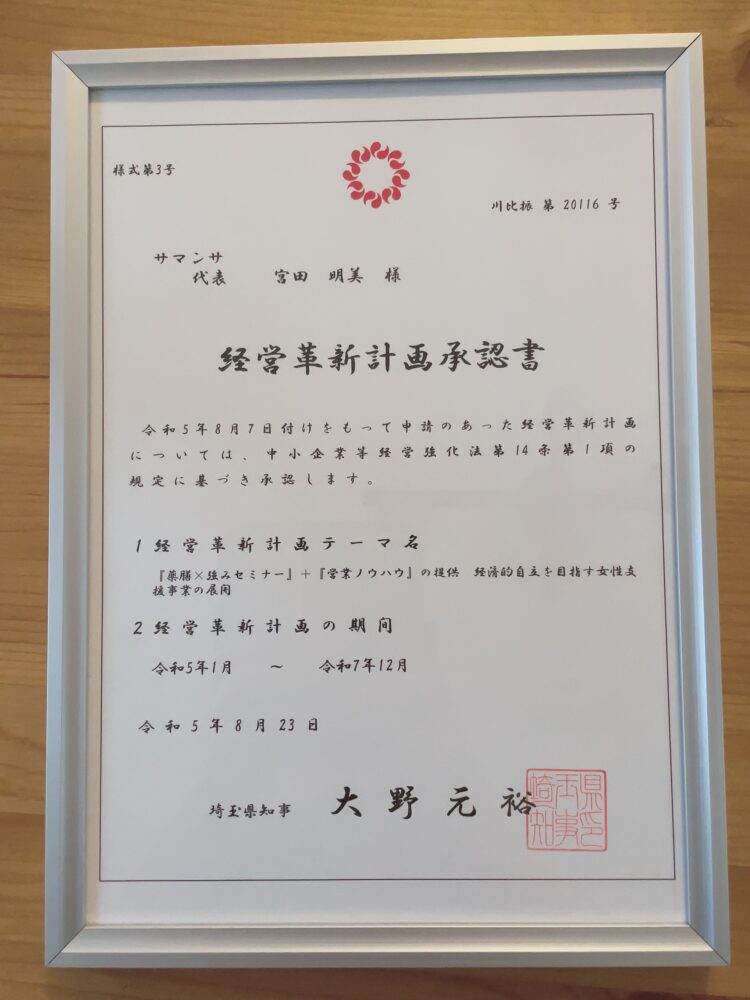 様式第3号
川比振 第 20116 号
サマンサ
代表 宮田 明美 様
経営革新計画承認書
令和5年8月7日付けをもって申請のあった経営革新計画
については、中小企業等経営強化法第14条第1項の
規定に基づき承認します。
1 経営革新計画テーマ名
『薬膳×強みセミナー』+『営業ノウハウ』の提供 経済的自立を目指す女性支
援事業の展開
2 経営革新計画の期間
令和5年1月 ～ 令和7年12月
令和5年8月23日
埼玉県知事 大野元裕
埼玉県知事印